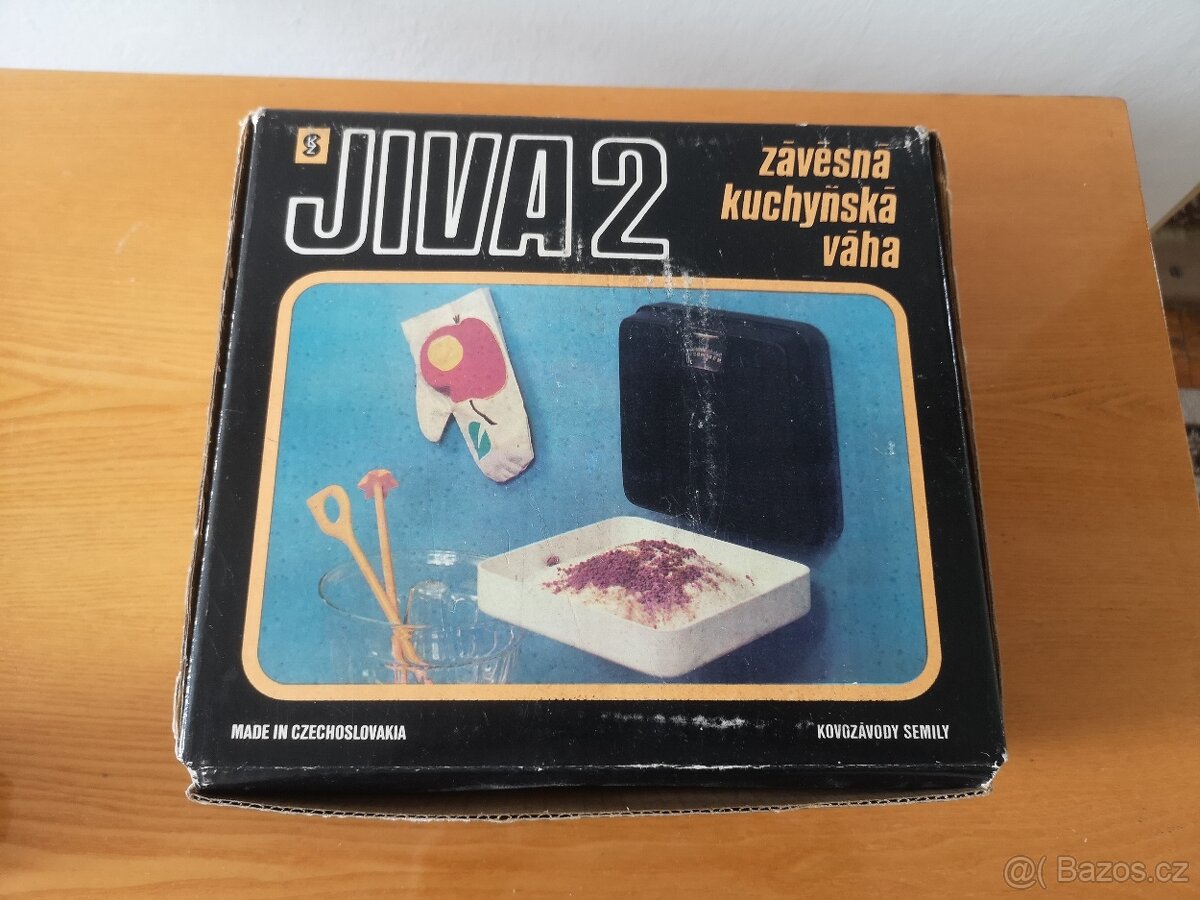 JIVA 2
závěsná
kuchyňská
váha
MADE IN CZECHOSLOVAKIA
KOVOZÁVODY SEMILY
@( Bazos.cz